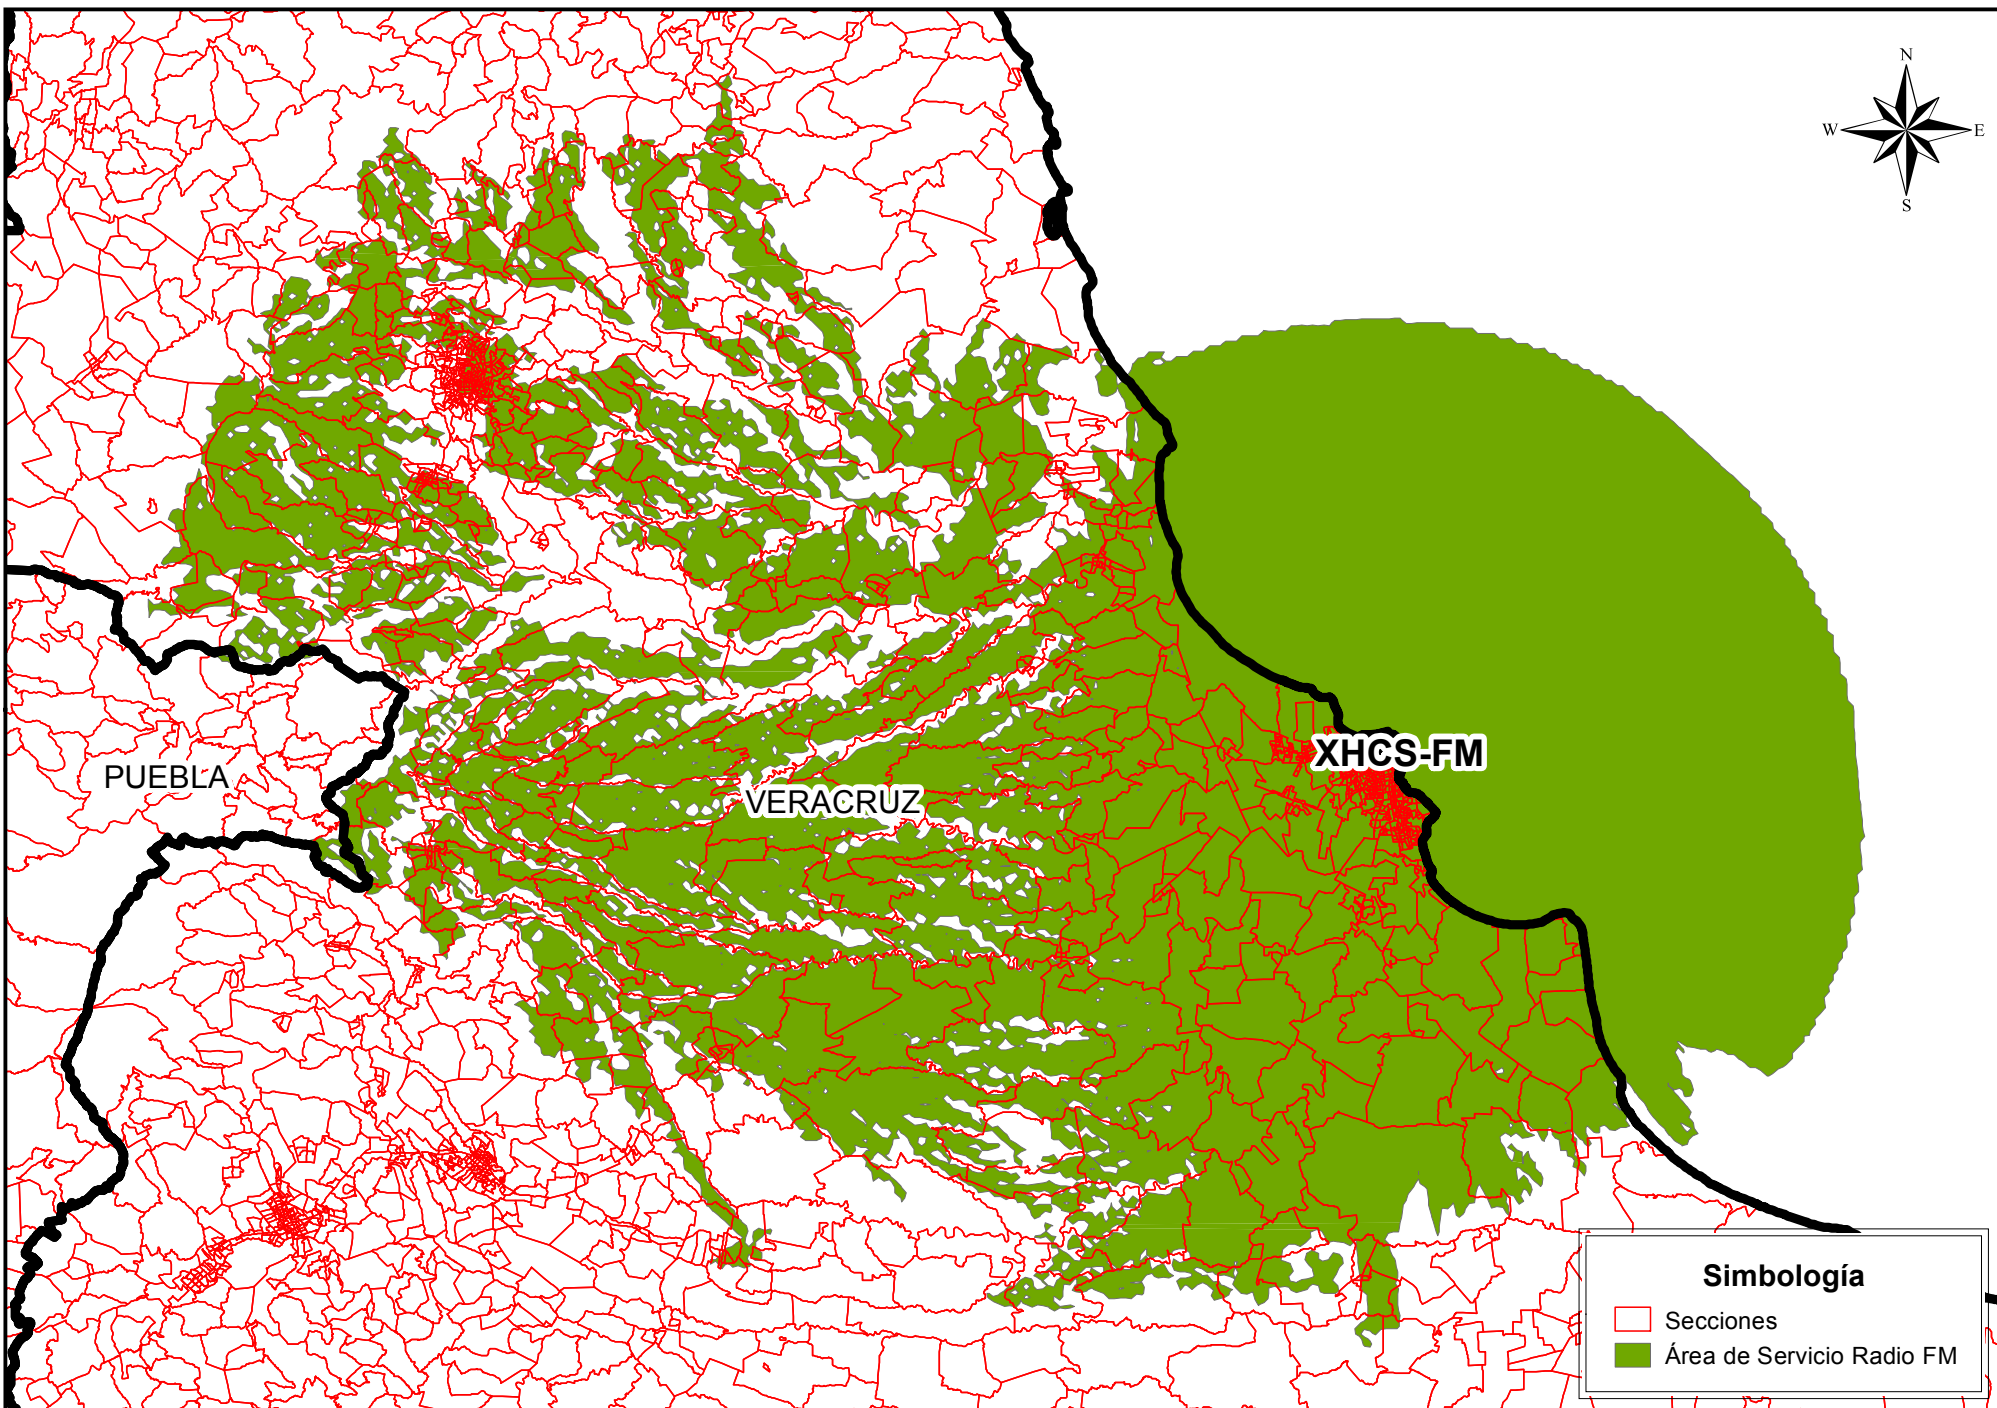 N
W E
S
XHCS-FM
PUEBLA
VERACRUZ
Simbología
Secciones
Área de Servicio Radio FM